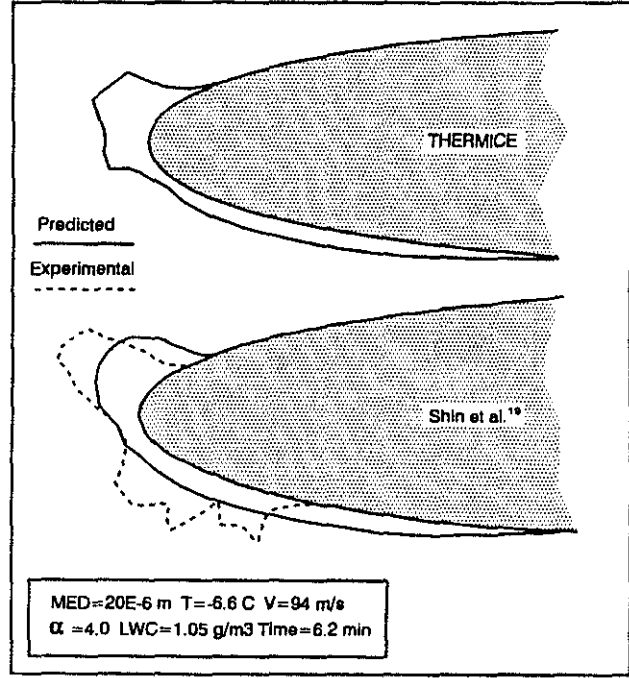 THERMICE
Predicted
Experimental
Shin et al.¹⁹
MED=20E-6 m T=-6.6 C V=94 m/s
α =4.0 LWC=1.05 g/m3 Time=6.2 min